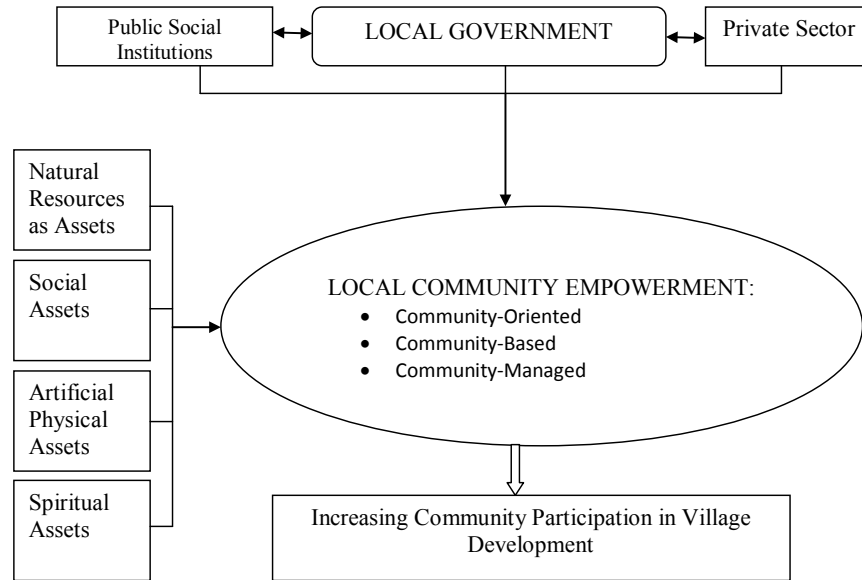 Public Social
Institutions
LOCAL GOVERNMENT
Private Sector
Natural
Resources
as Assets
Social
Assets
Artificial
Physical
Assets
Spiritual
Assets
LOCAL COMMUNITY EMPOWERMENT:
• Community-Oriented
• Community-Based
• Community-Managed
Increasing Community Participation in Village
Development